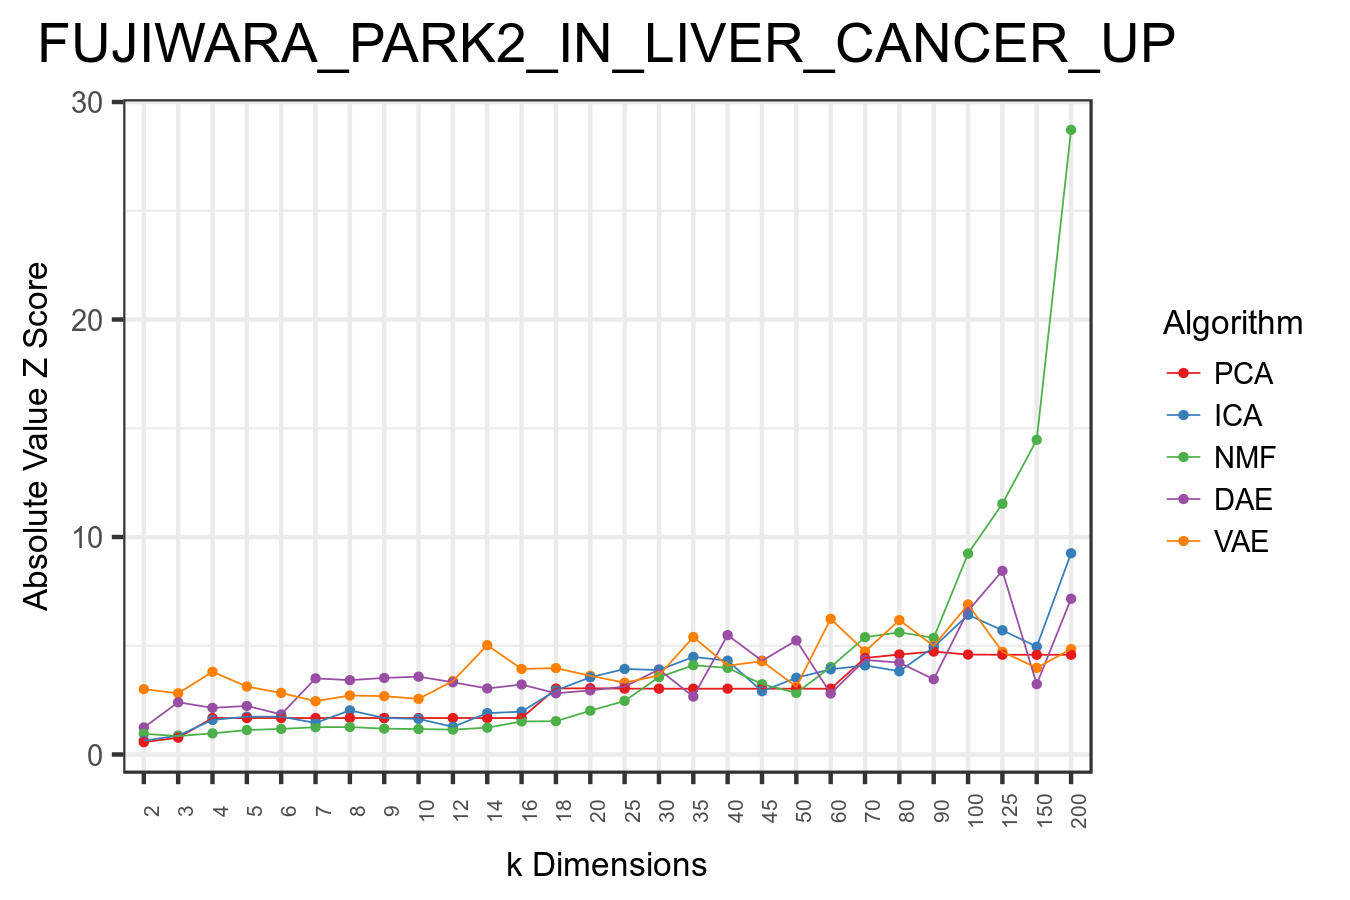 FUJIWARA_PARK2_IN_LIVER_CANCER_UP
Absolute Value Z Score
30
20
10
0
2 3 4 5 6 7 8 9 10 12 14 16 18 20 25 30 35 40 45 50 60 70 80 90 100 125 150 200
k Dimensions
Algorithm
PCA
ICA
NMF
DAE
VAE